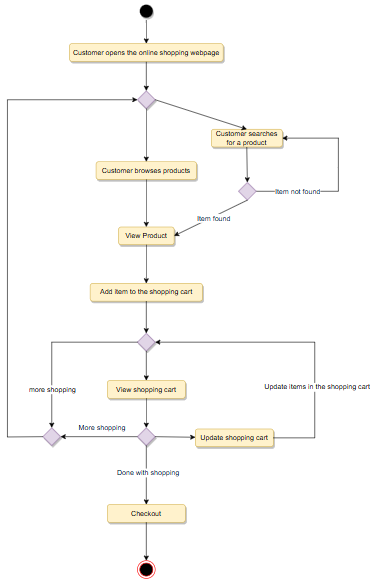 Customer opens the online shopping webpage
Customer searches
for a product
Customer browses products
Item not found
Item found
View Product
Add item to the shopping cart
View shopping cart
Update items in the shopping cart
more shopping
More shopping
Update shopping cart
Done with shopping
Checkout